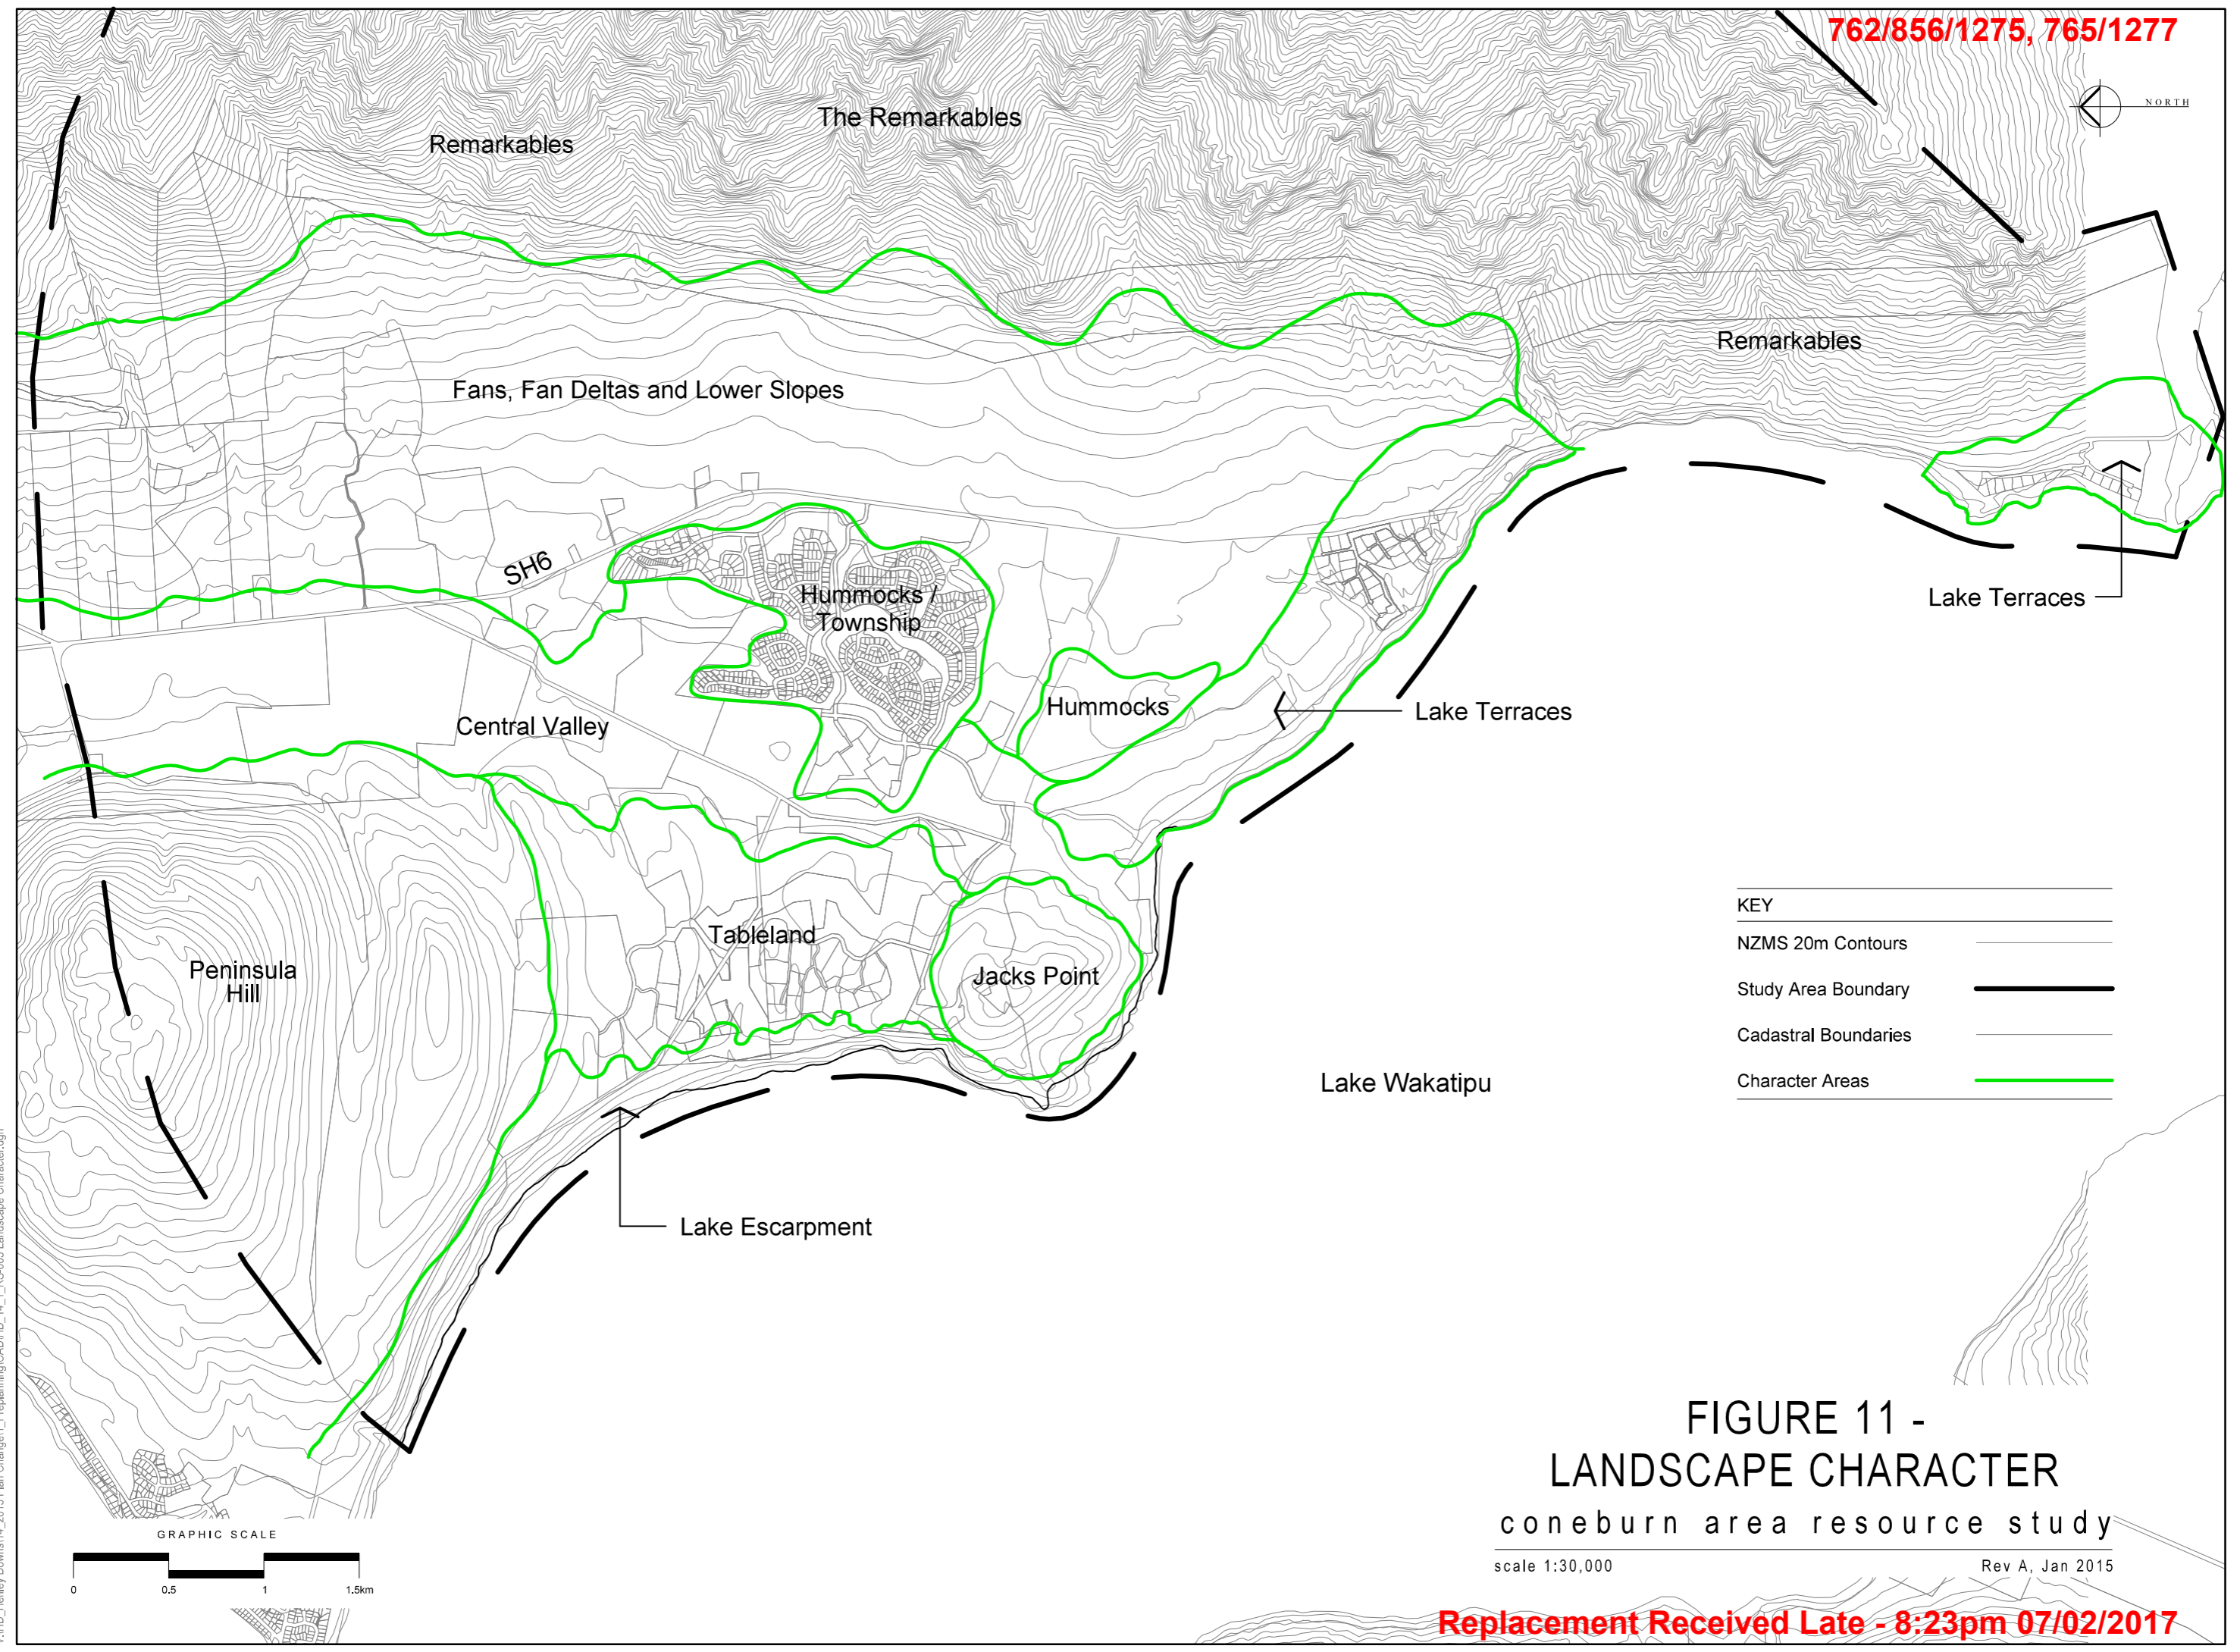 762/856/1275, 765/1277
NORTH
The Remarkables
Remarkables
Remarkables
Fans, Fan Deltas and Lower Slopes
SH6
Hummocks /
Township
Lake Terraces
Hummocks
Lake Terraces
Central Valley
KEY
NZMS 20m Contours
Study Area Boundary
Cadastral Boundaries
Character Areas
Tableland
Peninsula
Hill
Jacks Point
Lake Wakatipu
Lake Escarpment
FIGURE 11 -
LANDSCAPE CHARACTER
coneburn area resource study
scale 1:30,000
Rev A, Jan 2015
GRAPHIC SCALE
0 0.5 1 1.5km
Replacement Received Late - 8:23pm 07/02/2017